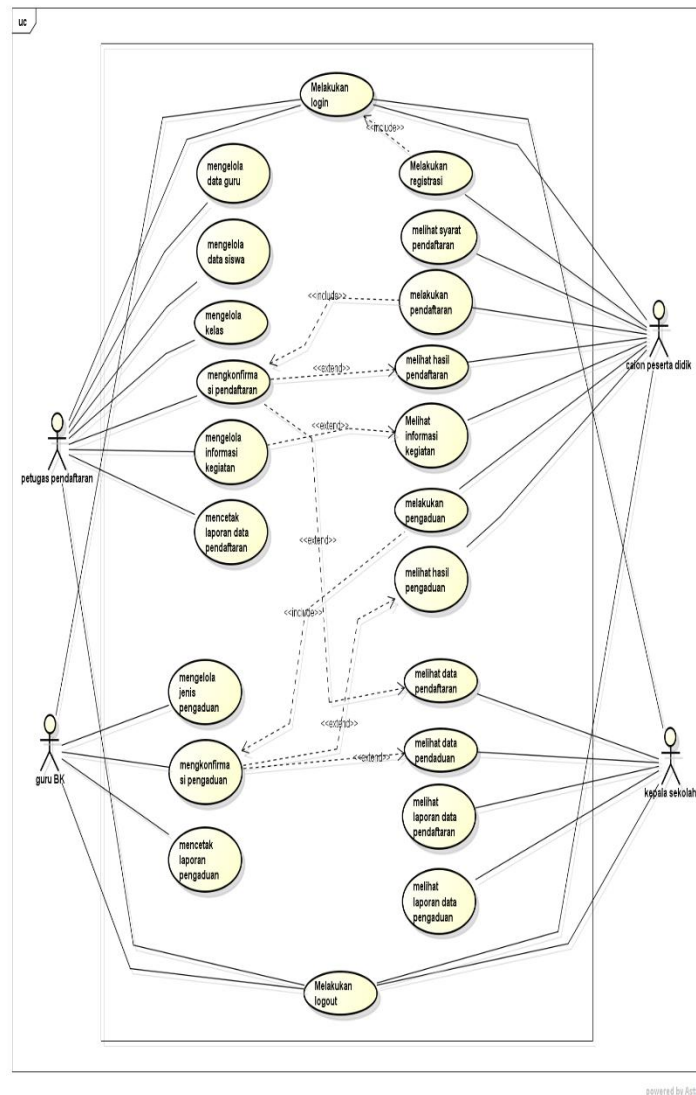 uc
Melakukan
login
<<include>>
mengelola
data guru
Melakukan
registrasi
mengelola
data siswa
melihat syarat
pendaftaran
<<include>>
melakukan
pendaftaran
mengelola
kelas
mengkonfirma
si pendaftaran
<<extend>>
melihat hasil
pendaftaran
calon peserta didik
mengelola
informasi
kegiatan
<<extend>>
Melihat
informasi
kegiatan
petugas pendaftaran
mencetak
laporan data
pendaftaran
melakukan
pengaduan
<<extend>>
melihat hasil
pengaduan
<<include>>
mengelola
jenis
pengaduan
melihat data
pendaftaran
<<extend>>
guru BK
mengkonfirma
si pengaduan
<<extend>>
melihat data
pendaduan
kepala sekolah
melihat
laporan data
pendaftaran
mencetak
laporan
pengaduan
melihat
laporan data
pengaduan
Melakukan
logout
powered by Ast